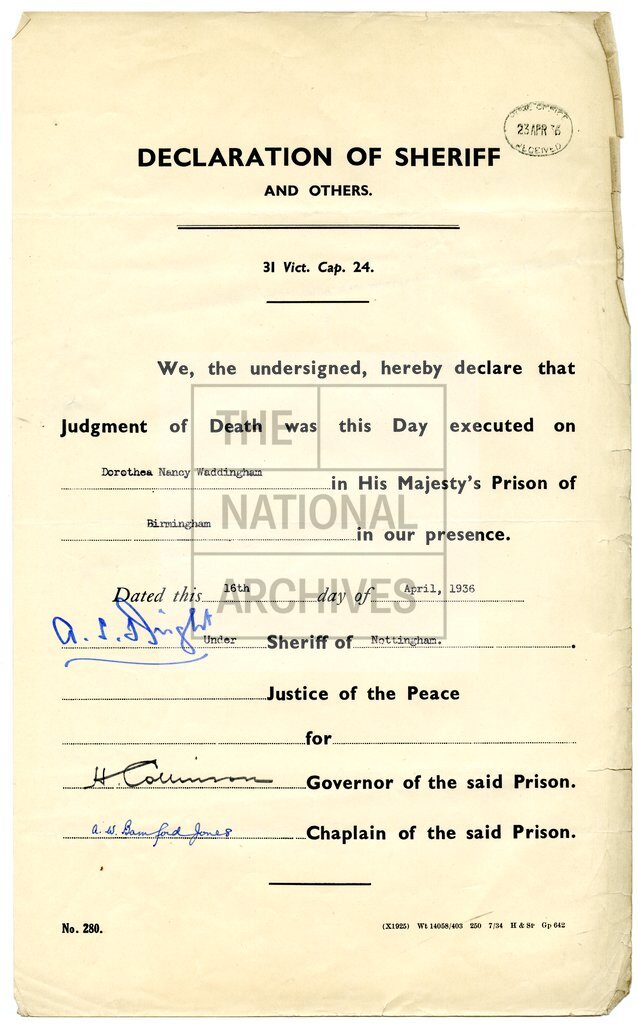 23 APR 36
RECEIVED
DECLARATION OF SHERIFF
AND OTHERS.
31 Vict. Cap. 24.
We, the undersigned, hereby declare that
Judgment of Death was this Day executed on
Dorothea Nancy Waddingham in His Majesty's Prison of
Birmingham in our presence.
THE
NATIONAL
ARCHIVES
Dated this 16th day of April, 1936
Under Sheriff of Nottingham.
Justice of the Peace
for
H. Collinson Governor of the said Prison.
A. W. Bamford Jones Chaplain of the said Prison.
No. 280.
(X1925) Wt 14058/403 250 7/34 H & Sr Gp 642